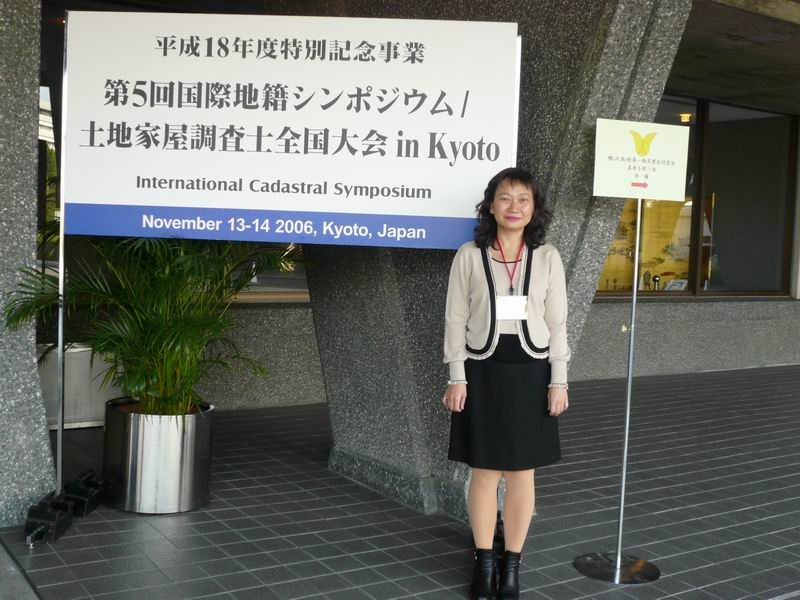 平成18年度特別記念事業
第5回国際地籍シンポジウム/
土地家屋調査士全国大会 in Kyoto
International Cadastral Symposium
November 13-14 2006, Kyoto, Japan
会場